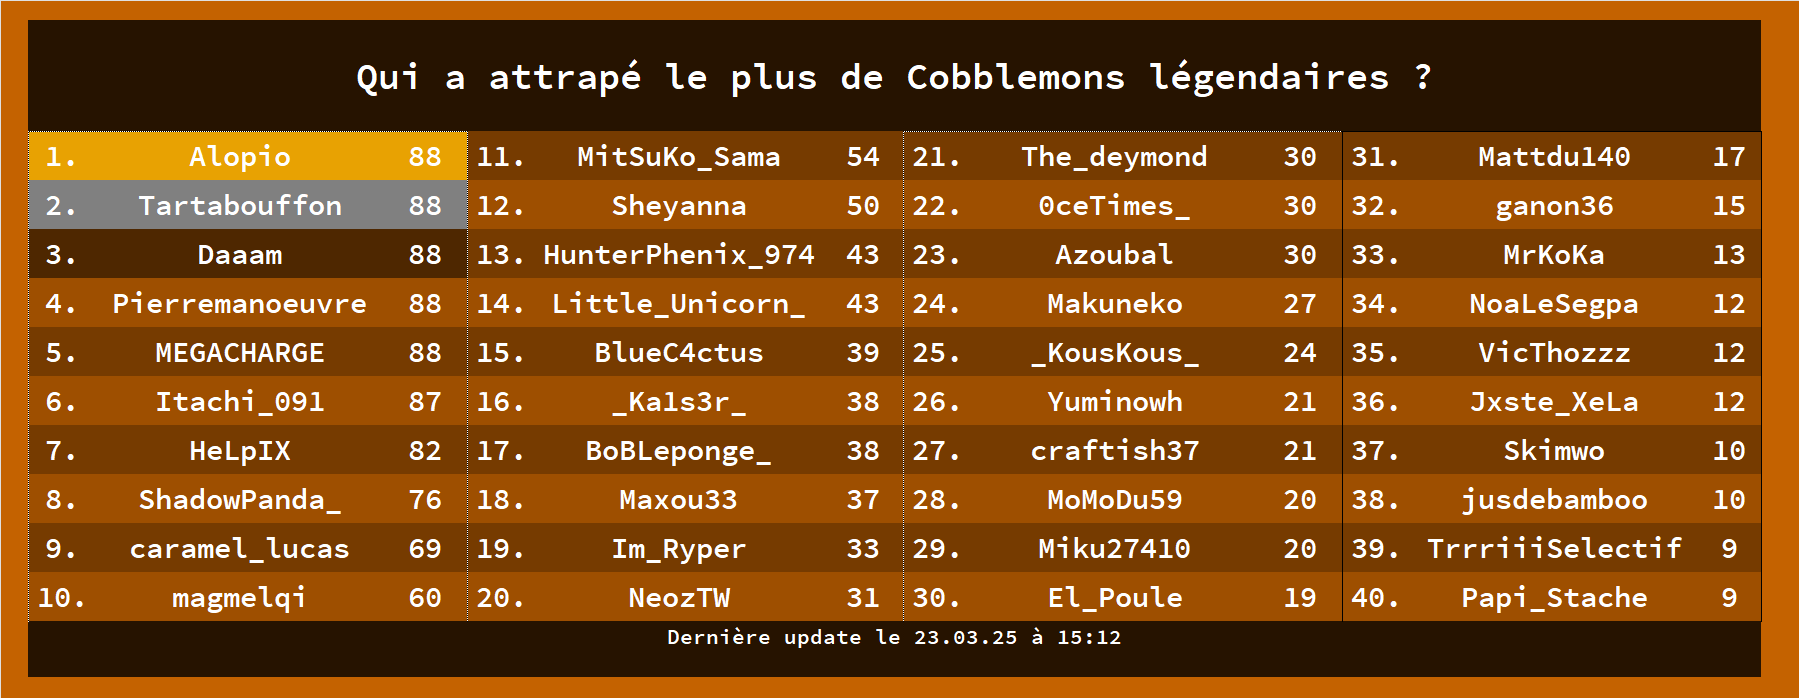 Qui a attrapé le plus de Cobblemons légendaires ?
1. Alopio 88
2. Tartabouffon 88
3. Daaam 88
4. Pierremanoeuvre 88
5. MEGACHARGE 88
6. Itachi_091 87
7. HeLpIX 82
8. ShadowPanda_ 76
9. caramel_lucas 69
10. magmelqi 60
11. MitSuKo_Sama 54
12. Sheyanna 50
13. HunterPhenix_974 43
14. Little_Unicorn_ 43
15. BlueC4ctus 39
16. _Ka1s3r_ 38
17. BoBLeponge_ 38
18. Maxou33 37
19. Im_Ryper 33
20. NeozTW 31
21. The_deymond 30
22. 0ceTimes_ 30
23. Azoubal 30
24. Makuneko 27
25. _KousKous_ 24
26. Yuminowh 21
27. craftish37 21
28. MoMoDu59 20
29. Miku27410 20
30. El_Poule 19
31. Mattdu140 17
32. ganon36 15
33. MrKoKa 13
34. NoaLeSegpa 12
35. VicThozzz 12
36. Jxste_XeLa 12
37. Skimwo 10
38. jusdebamboo 10
39. TrrriiiSelectif 9
40. Papi_Stache 9
Dernière update le 23.03.25 à 15:12